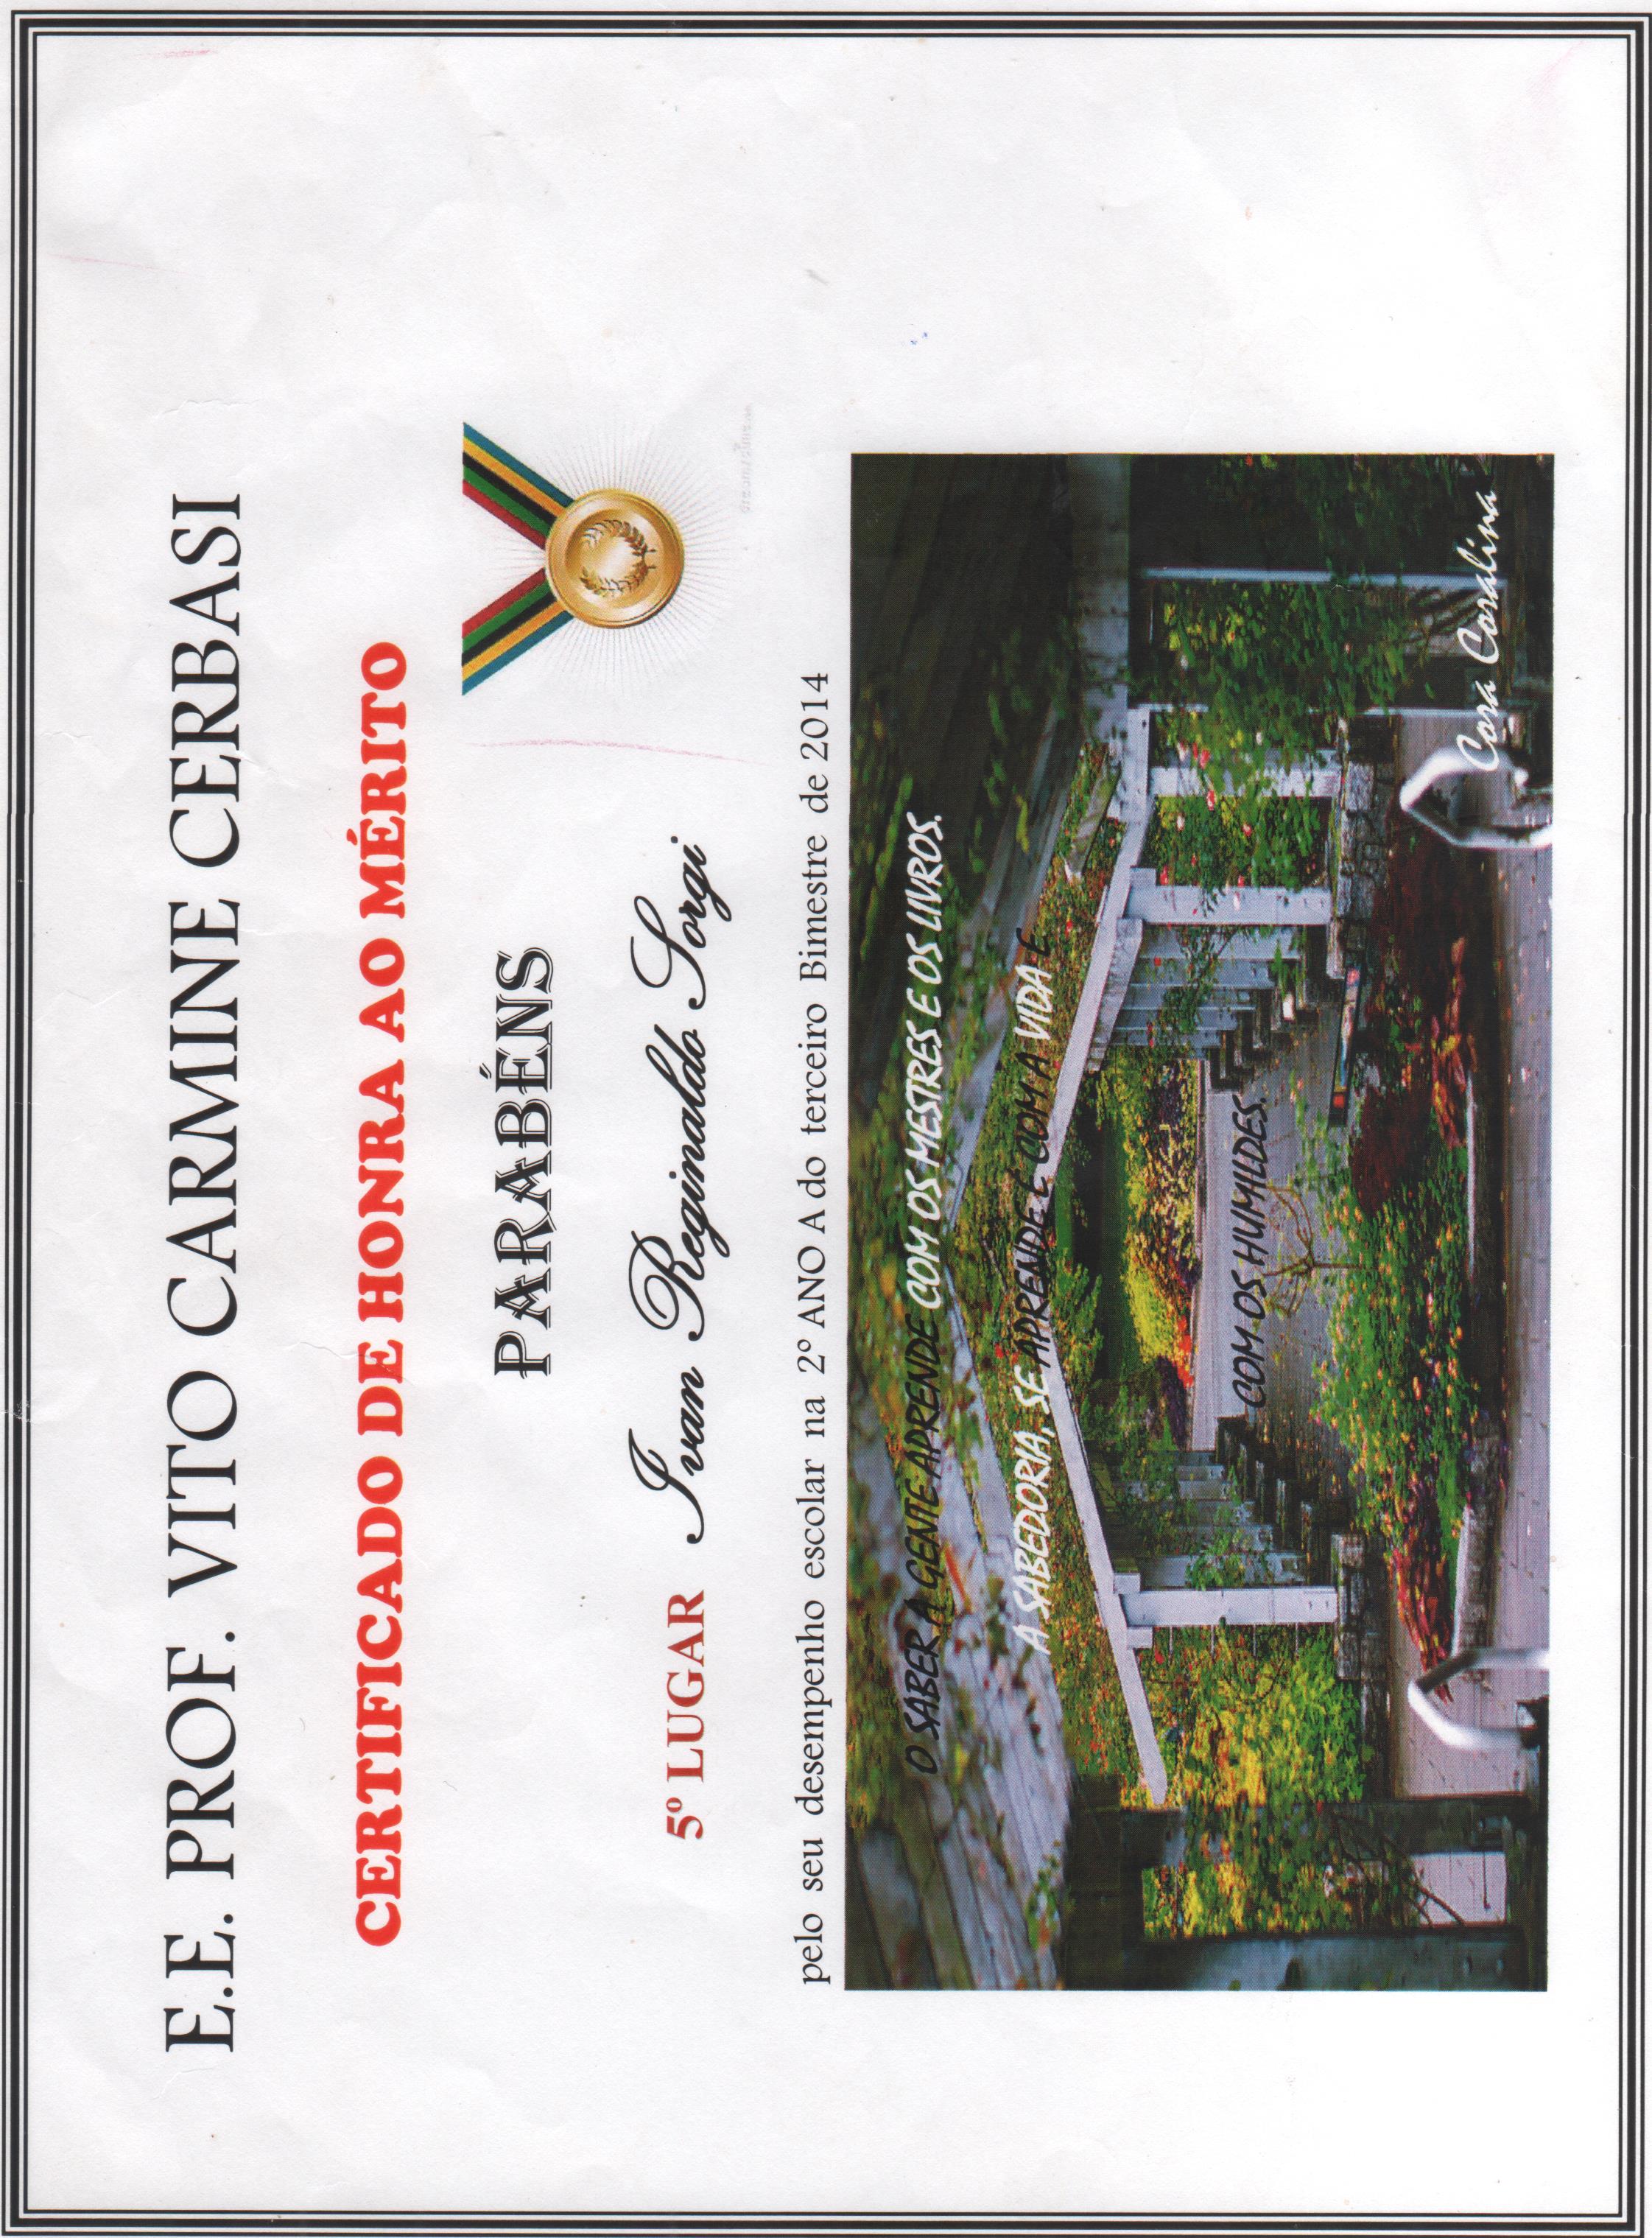 E.E. PROF. VITO CARMINE CERBASI
CERTIFICADO DE HONRA AO MÉRITO
PARABÉNS
5º LUGAR Ivan Reginaldo Sorgi
pelo seu desempenho escolar na 2º ANO A do terceiro Bimestre de 2014
O SABER A GENTE APRENDE COM OS MESTRES E OS LIVROS.
A SABEDORIA, SE APRENDE É COM A VIDA E
COM OS HUMILDES.
Cora Coralina